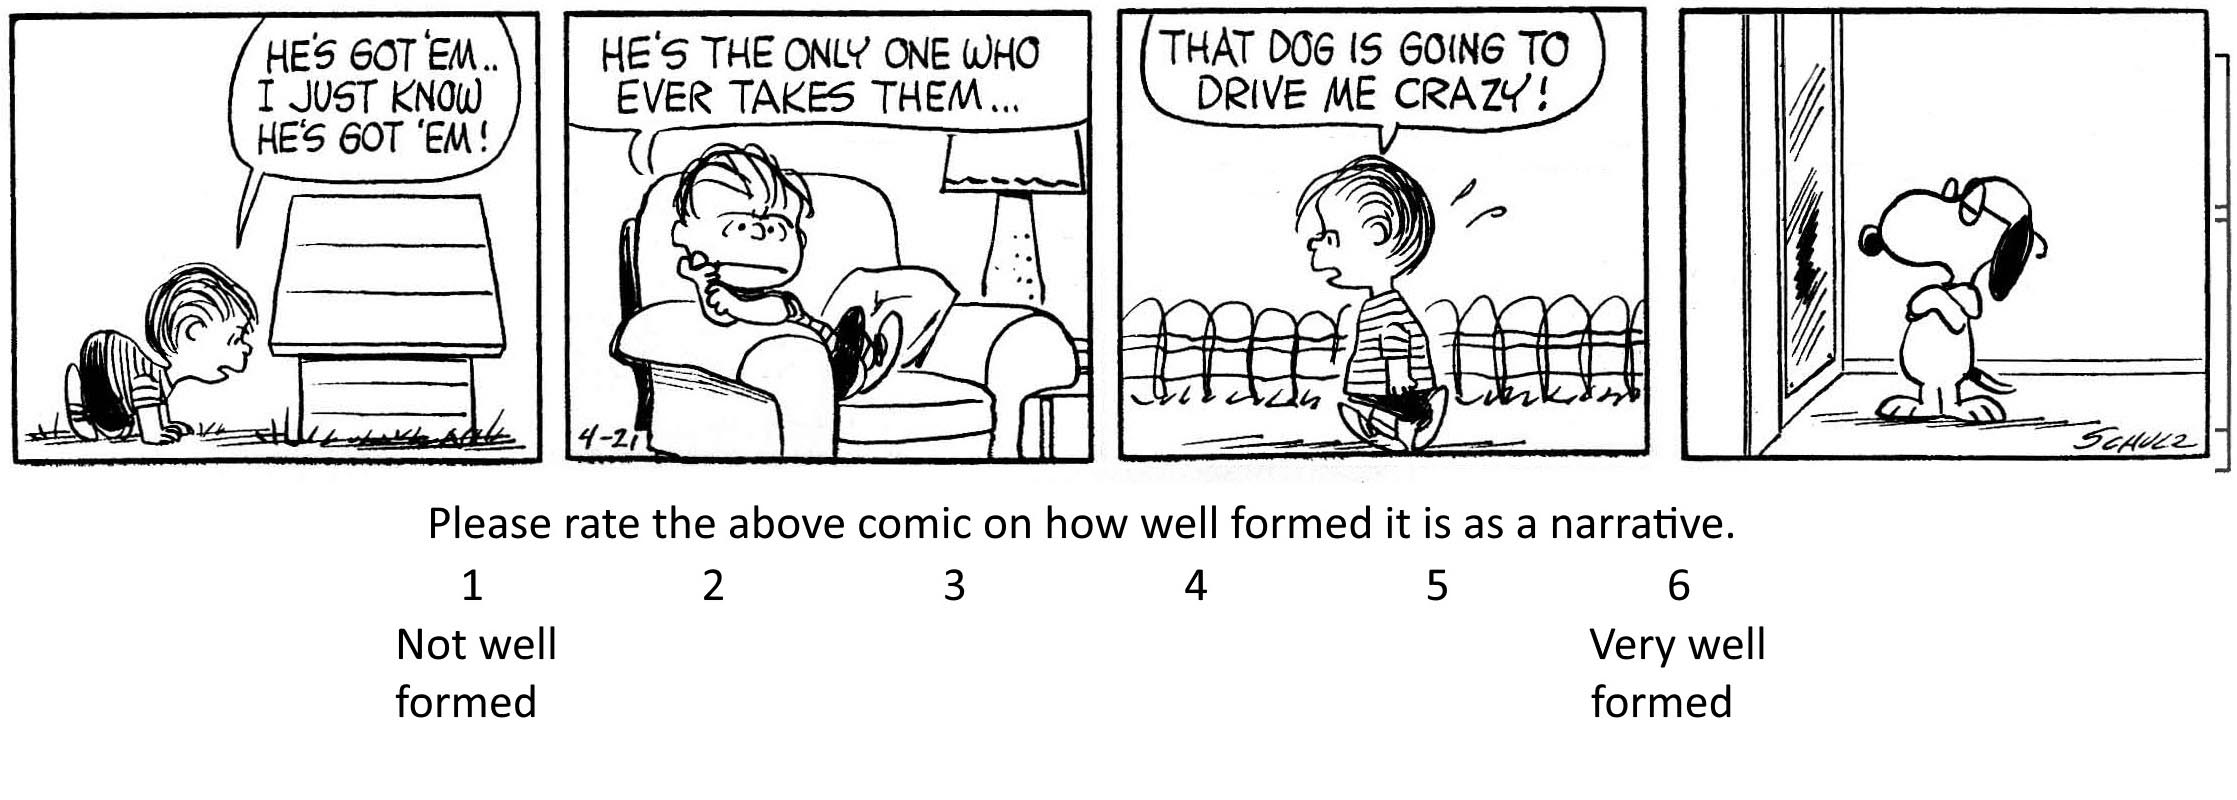 HE'S GOT 'EM..
I JUST KNOW
HE'S GOT 'EM!
HE'S THE ONLY ONE WHO
EVER TAKES THEM...
4-21
THAT DOG IS GOING TO
DRIVE ME CRAZY!
SCHULZ
Please rate the above comic on how well formed it is as a narrative.
1 2 3 4 5 6
Not well
formed
Very well
formed